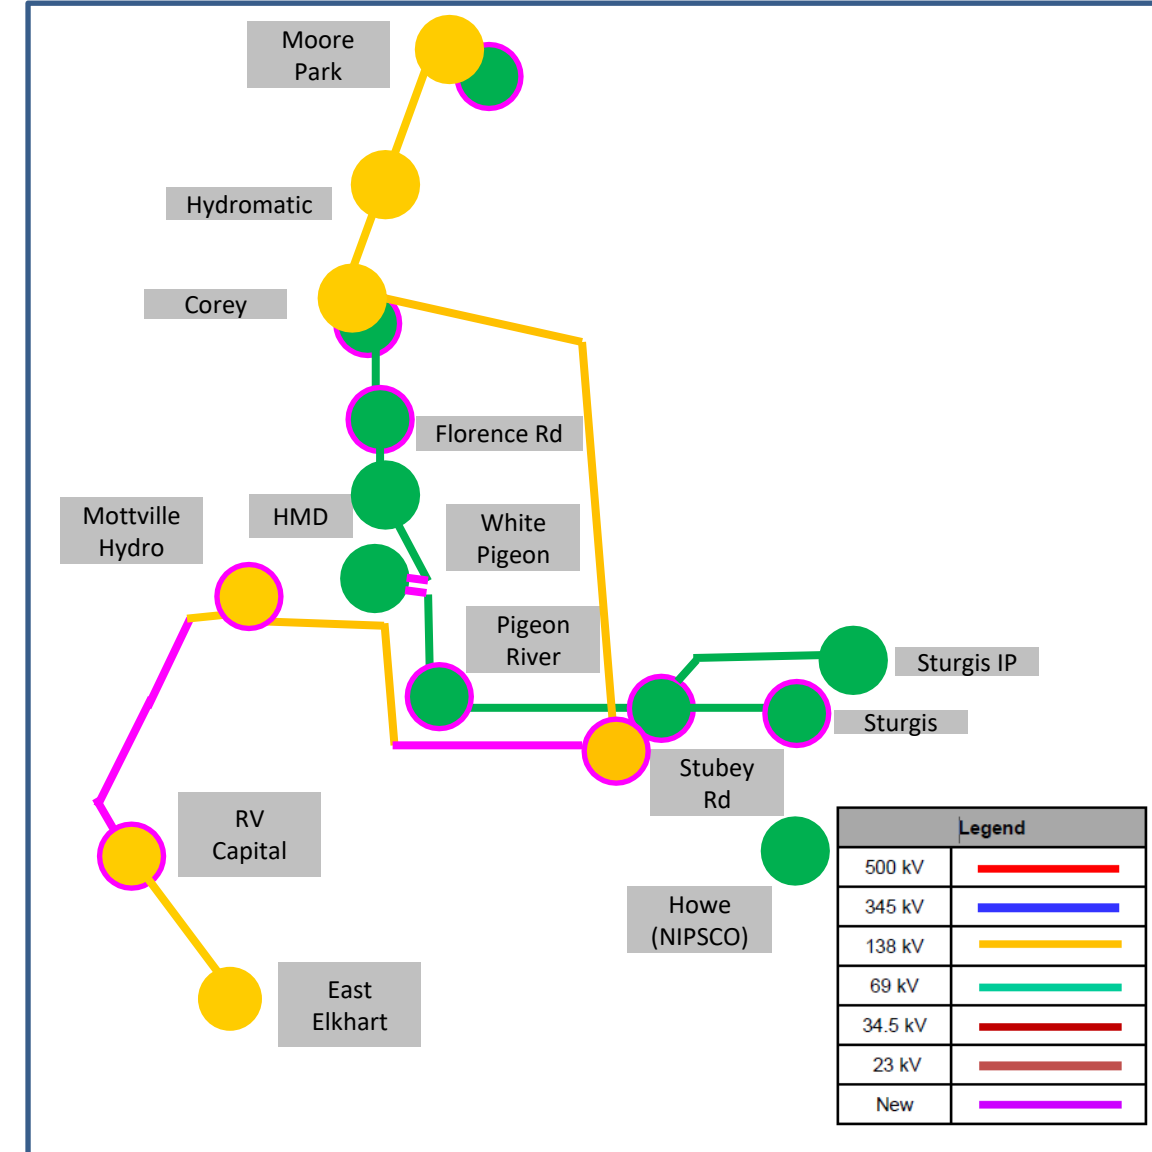 Moore
Park
Hydromatic
Corey
Florence Rd
Mottville
Hydro
HMD
White
Pigeon
Pigeon
River
Sturgis IP
Sturgis
Stubey
Rd
RV
Capital
Howe
(NIPSCO)
East
Elkhart
Legend
500 kV
345 kV
138 kV
69 kV
34.5 kV
23 kV
New